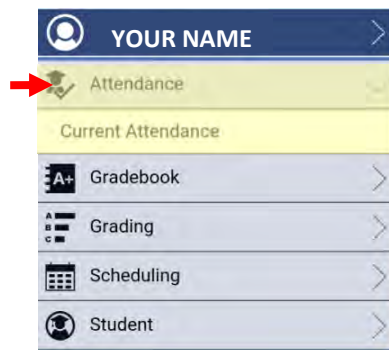 YOUR NAME
Attendance
Current Attendance
A+ Gradebook
A B C Grading
Scheduling
Student